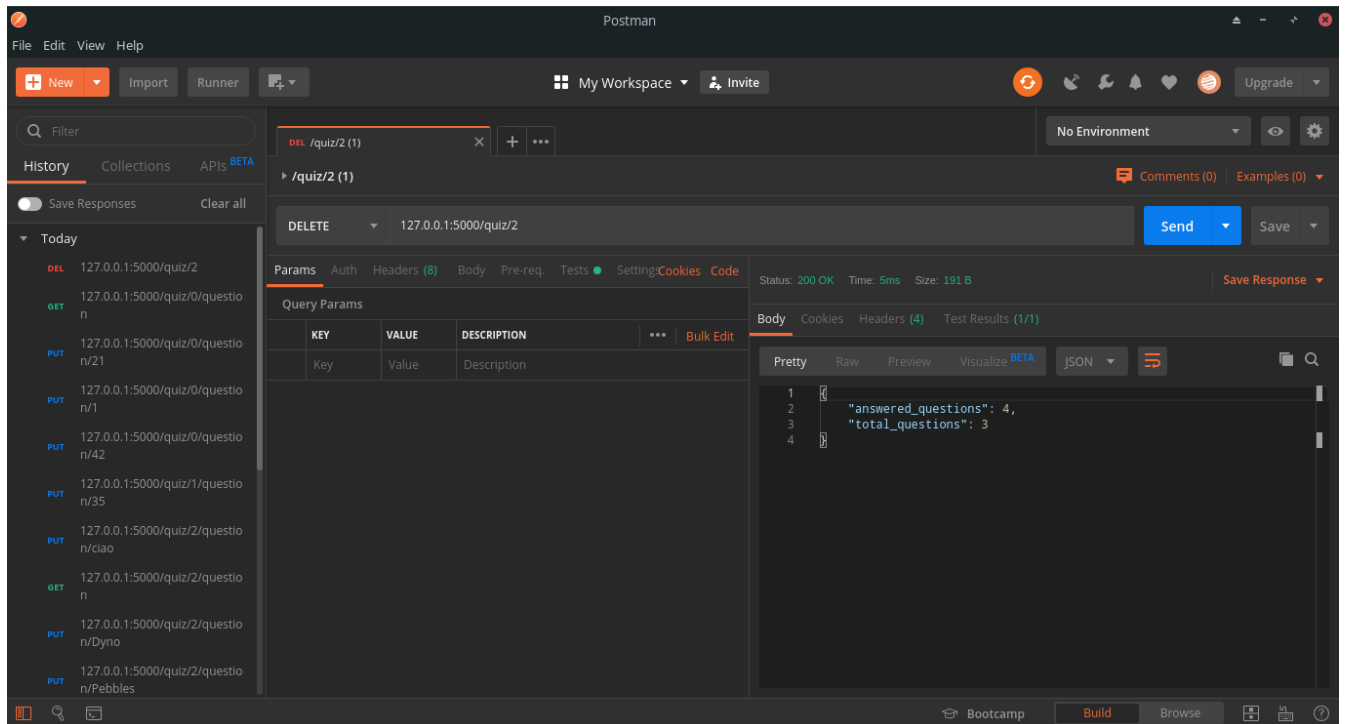 Postman
File Edit View Help
New Import Runner My Workspace Invite Upgrade
Filter
History Collections APIs BETA
Save Responses Clear all
Today
DEL 127.0.0.1:5000/quiz/2
GET 127.0.0.1:5000/quiz/0/questio
n
PUT 127.0.0.1:5000/quiz/0/questio
n/21
PUT 127.0.0.1:5000/quiz/0/questio
n/1
PUT 127.0.0.1:5000/quiz/0/questio
n/42
PUT 127.0.0.1:5000/quiz/1/questio
n/35
PUT 127.0.0.1:5000/quiz/2/questio
n/ciao
GET 127.0.0.1:5000/quiz/2/questio
n
PUT 127.0.0.1:5000/quiz/2/questio
n/Dyno
PUT 127.0.0.1:5000/quiz/2/questio
n/Pebbles
DEL /quiz/2 (1)
No Environment
/quiz/2 (1)
Comments (0) Examples (0)
DELETE 127.0.0.1:5000/quiz/2 Send Save
Params Auth Headers (8) Body Pre-req. Tests Settings Cookies Code
Query Params
KEY VALUE DESCRIPTION Bulk Edit
Key Value Description
Status: 200 OK Time: 5ms Size: 191 B Save Response
Body Cookies Headers (4) Test Results (1/1)
Pretty Raw Preview Visualize BETA JSON
1 {
2 "answered_questions": 4,
3 "total_questions": 3
4 }
Bootcamp Build Browse